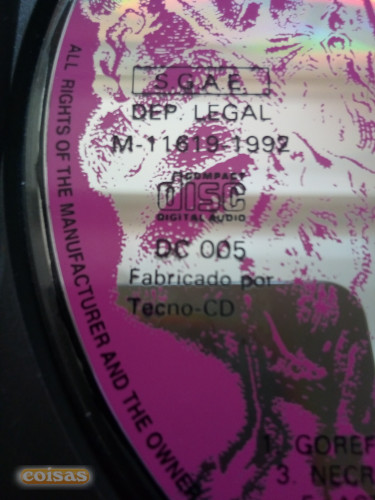 S.G.A.E.
DEP. LEGAL
M-11619-1992
COMPACT
disc
DIGITAL AUDIO
DC 005
Fabricado por
Tecno-CD
ALL RIGHTS OF THE MANUFACTURER AND THE OWNER
1. GOREF
3. NECR
coisas